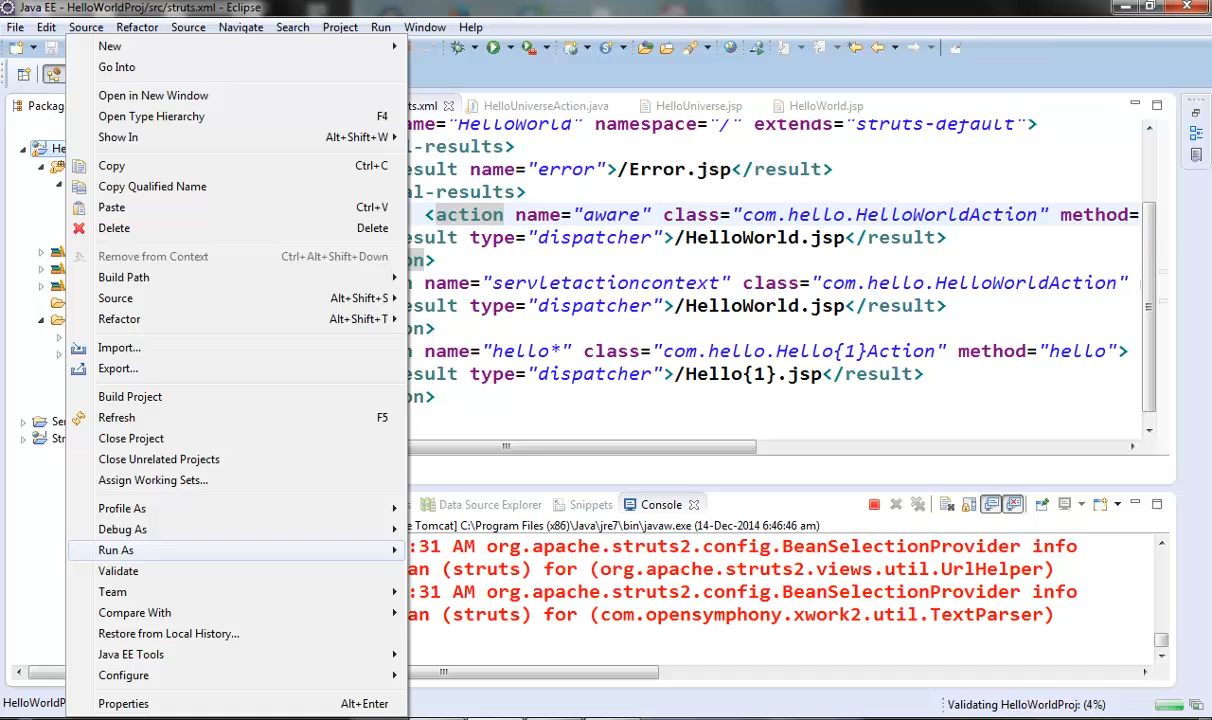 Java EE - HelloWorldProj/src/struts.xml - Eclipse
File Edit Source Refactor Source Navigate Search Project Run Window Help
Packag
ts.xml HelloUniverseAction.java HelloUniverse.jsp HelloWorld.jsp
He
Ser
Str
New
Go Into
Open in New Window
Open Type Hierarchy F4
Show In Alt+Shift+W
Copy Ctrl+C
Copy Qualified Name
Paste Ctrl+V
Delete Delete
Remove from Context Ctrl+Alt+Shift+Down
Build Path
Source Alt+Shift+S
Refactor Alt+Shift+T
Import...
Export...
Build Project
Refresh F5
Close Project
Close Unrelated Projects
Assign Working Sets...
Profile As
Debug As
Run As
Validate
Team
Compare With
Restore from Local History...
Java EE Tools
Configure
Properties Alt+Enter
ame="HelloWorld" namespace="/" extends="struts-default">
l-results>
esult name="error">/Error.jsp</result>
al-results>
<action name="aware" class="com.hello.HelloWorldAction" method=
sult type="dispatcher">/HelloWorld.jsp</result>
on>
n name="servletactioncontext" class="com.hello.HelloWorldAction"
sult type="dispatcher">/HelloWorld.jsp</result>
on>
n name="hello*" class="com.hello.Hello{1}Action" method="hello">
sult type="dispatcher">/Hello{1}.jsp</result>
on>
Data Source Explorer Snippets Console
e Tomcat] C:\Program Files (x86)\Java\jre7\bin\javaw.exe (14-Dec-2014 6:46:46 am)
:31 AM org.apache.struts2.config.BeanSelectionProvider info
an (struts) for (org.apache.struts2.views.util.UrlHelper)
:31 AM org.apache.struts2.config.BeanSelectionProvider info
an (struts) for (com.opensymphony.xwork2.util.TextParser)
HelloWorldP
Validating HelloWorldProj: (4%)